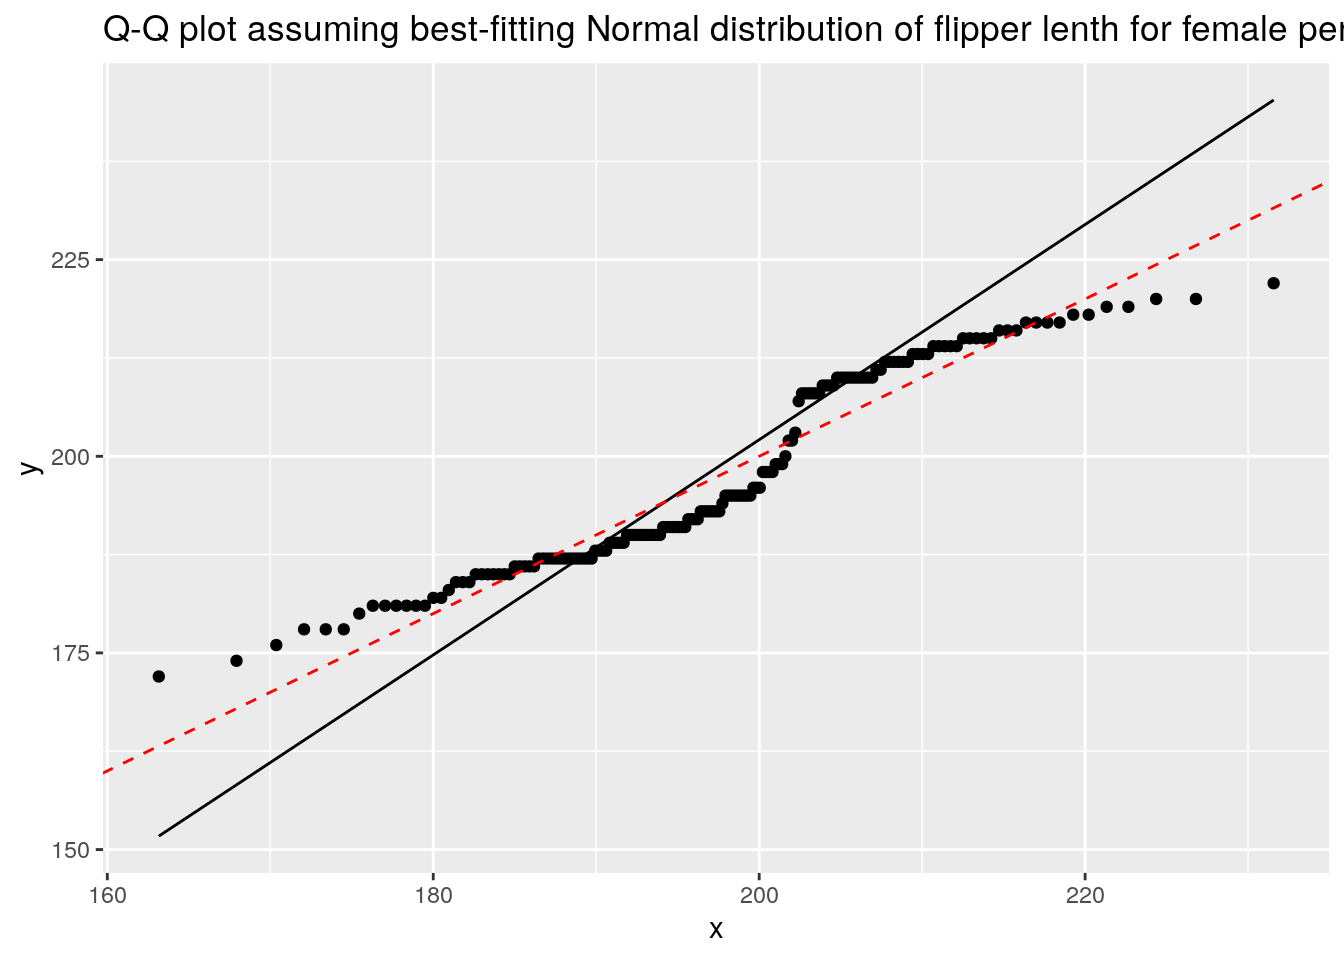 Q-Q plot assuming best-fitting Normal distribution of flipper lenth for female per
225
200
175
150
y
160 180 200 220
x